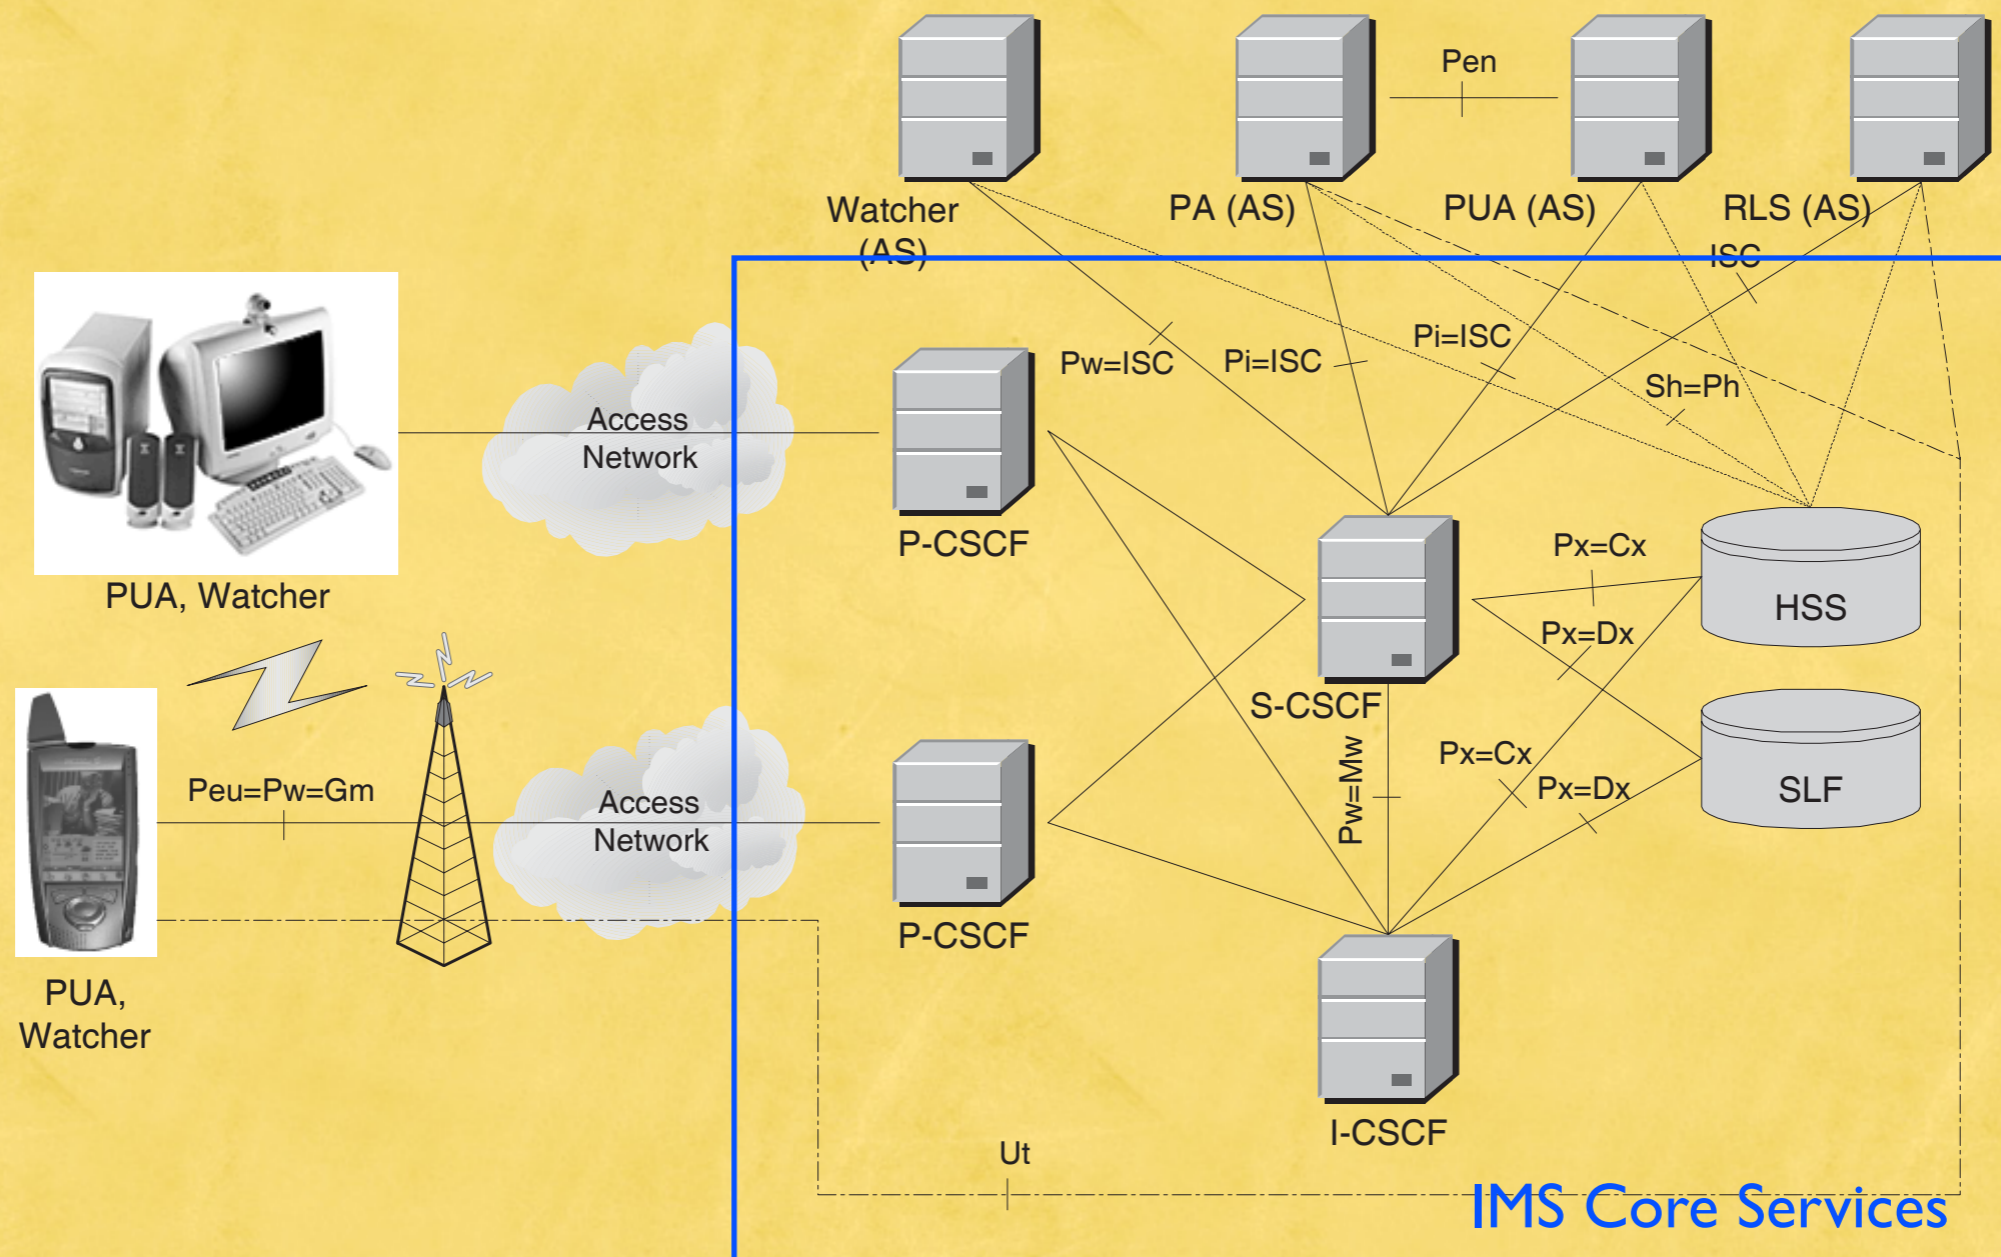 Pen
Watcher
(AS)
PA (AS)
PUA (AS)
RLS (AS)
ISC
Pw=ISC
Pi=ISC
Pi=ISC
Sh=Ph
Access
Network
P-CSCF
PUA, Watcher
Px=Cx
HSS
Px=Dx
S-CSCF
Pw=Mw
Px=Cx
Px=Dx
SLF
Peu=Pw=Gm
Access
Network
P-CSCF
PUA,
Watcher
I-CSCF
Ut
IMS Core Services